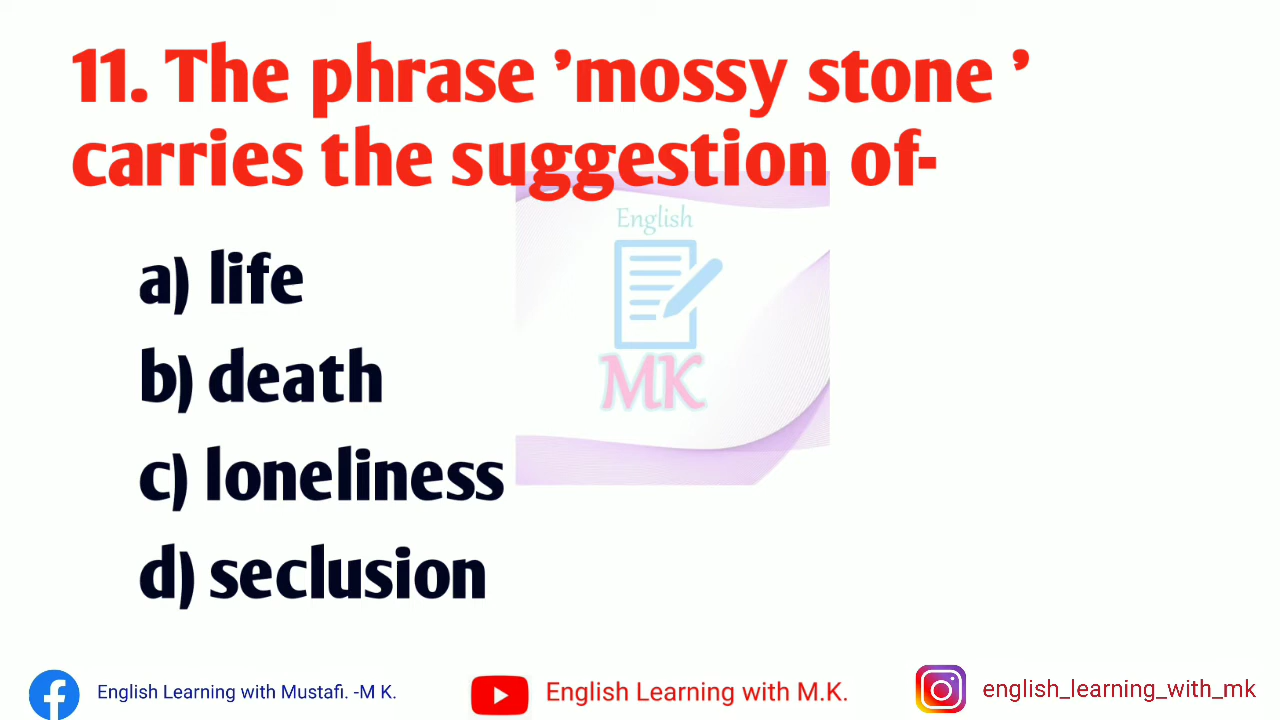 11. The phrase ’mossy stone ’
carries the suggestion of-
English
MK
a) life
b) death
c) loneliness
d) seclusion
English Learning with Mustafi. -M K.
English Learning with M.K.
english_learning_with_mk